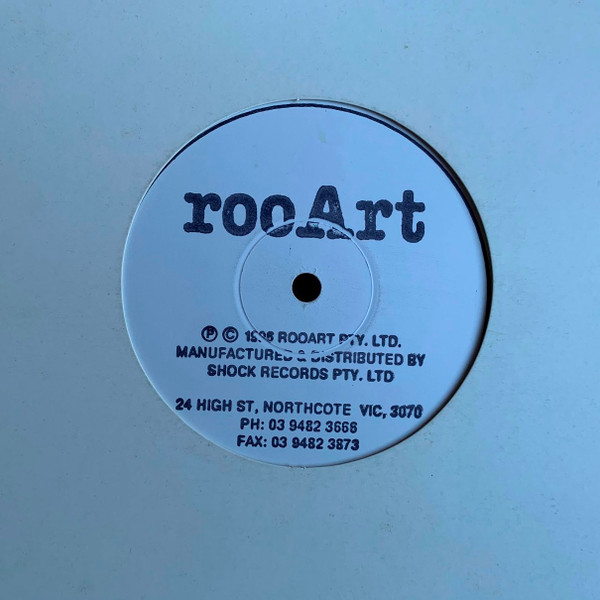 rooArt
Ⓟ © 1996 ROOART PTY. LTD.
MANUFACTURED & DISTRIBUTED BY
SHOCK RECORDS PTY. LTD
24 HIGH ST, NORTHCOTE VIC, 3070
PH: 03 9482 3666
FAX: 03 9482 3873